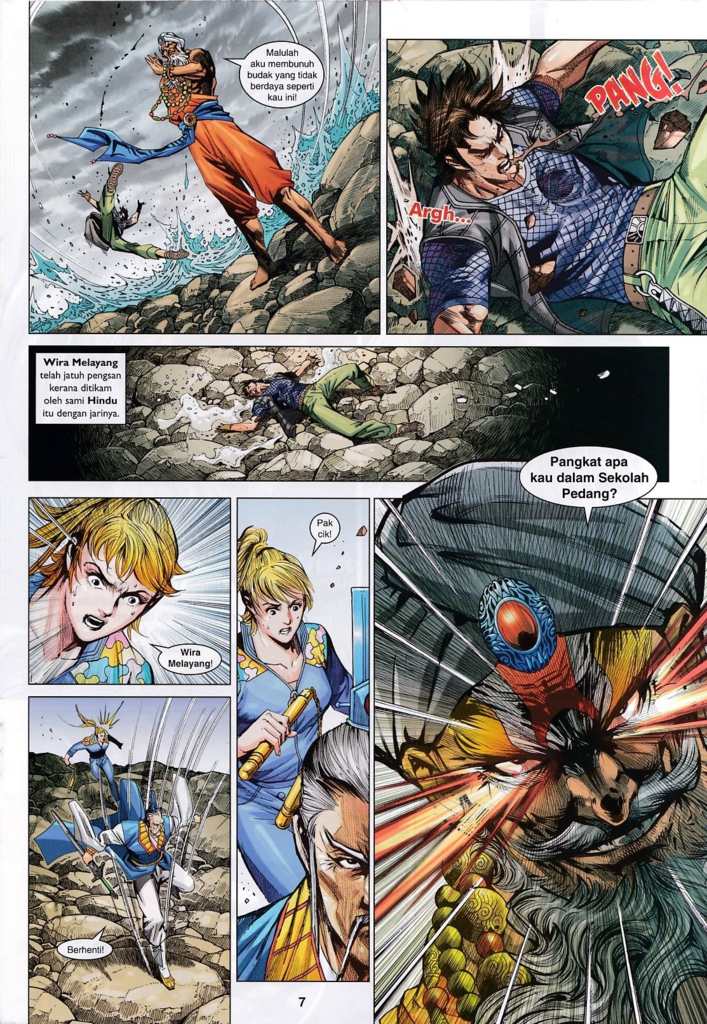 Malulah
aku membunuh
budak yang tidak
berdaya seperti
kau ini!
PANG!
Argh...
Wira Melayang
telah jatuh pengsan
kerana ditikam
oleh sami Hindu
itu dengan jarinya.
Pangkat apa
kau dalam Sekolah
Pedang?
Wira
Melayang!
Pak
cik!
Berhenti!
7